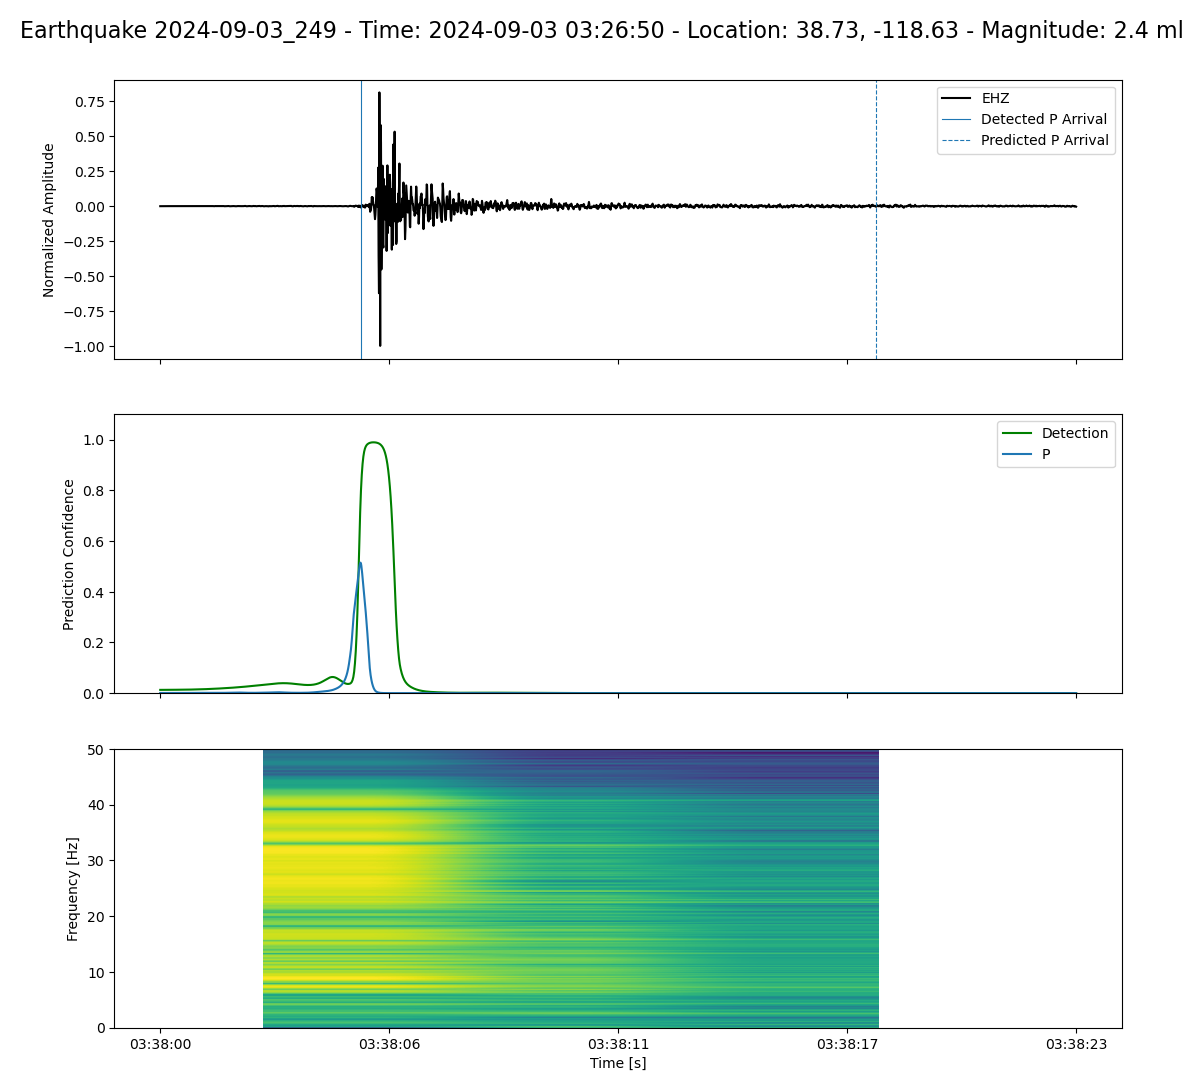 Earthquake 2024-09-03_249 - Time: 2024-09-03 03:26:50 - Location: 38.73, -118.63 - Magnitude: 2.4 ml
EHZ
Detected P Arrival
Predicted P Arrival
0.75
0.50
0.25
0.00
−0.25
−0.50
−0.75
−1.00
Normalized Amplitude
Detection
P
1.0
0.8
0.6
0.4
0.2
0.0
Prediction Confidence
50
40
30
20
10
0
Frequency [Hz]
03:38:00 03:38:06 03:38:11 03:38:17 03:38:23
Time [s]